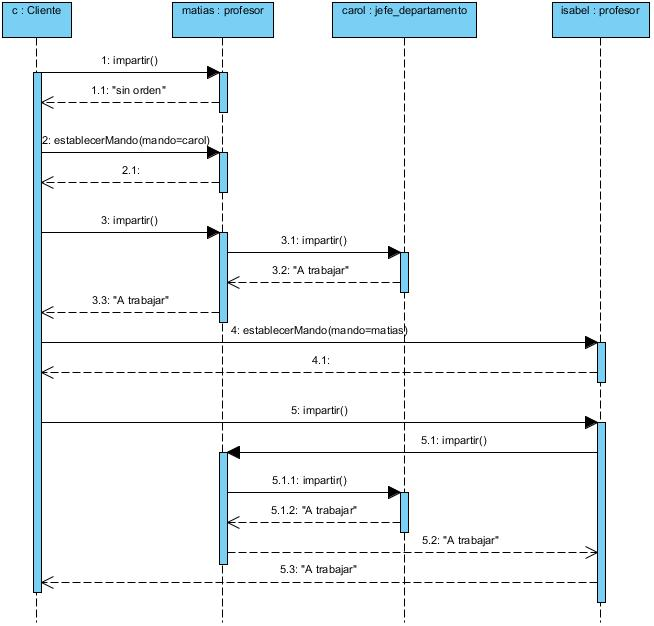 c : Cliente
matias : profesor
carol : jefe_departamento
isabel : profesor
1: impartir()
1.1: "sin orden"
2: establecerMando(mando=carol)
2.1:
3: impartir()
3.1: impartir()
3.2: "A trabajar"
3.3: "A trabajar"
4: establecerMando(mando=matias)
4.1:
5: impartir()
5.1: impartir()
5.1.1: impartir()
5.1.2: "A trabajar"
5.2: "A trabajar"
5.3: "A trabajar"